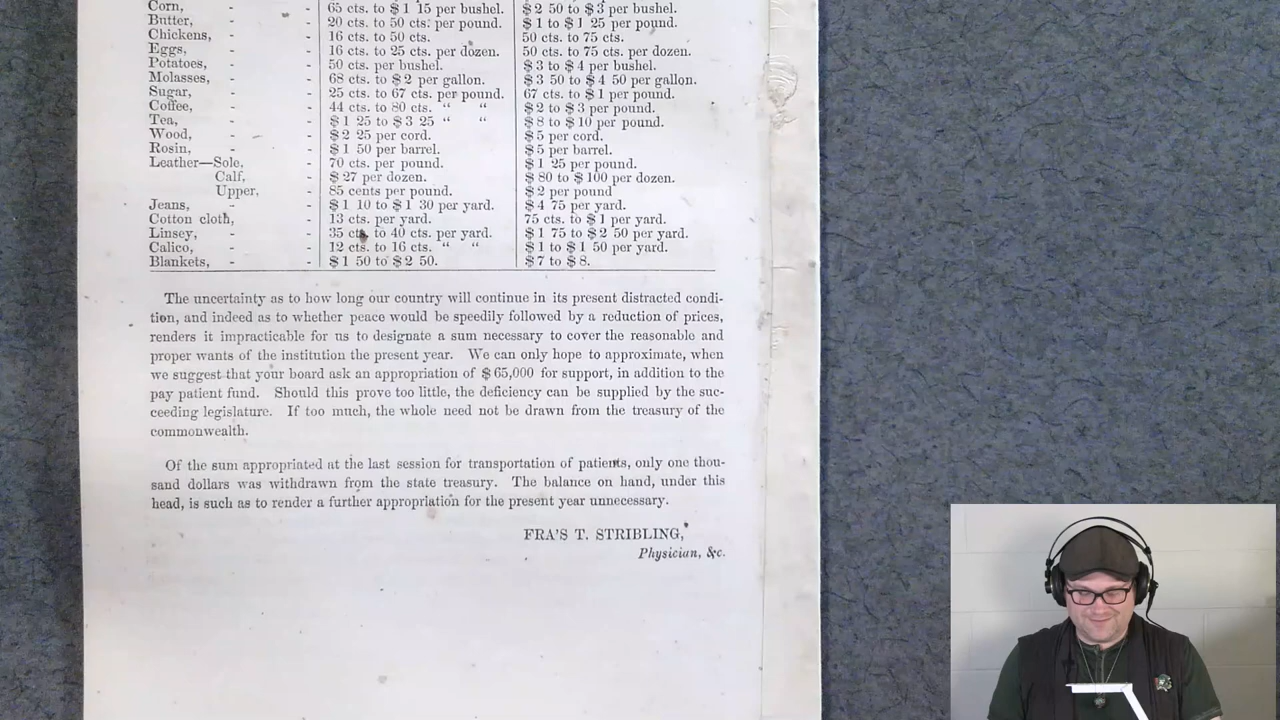 Corn, - - 65 cts. to $1 15 per bushel. $2 50 to $3 per bushel.
Butter, - - 20 cts. to 50 cts. per pound. $1 to $1 25 per pound.
Chickens, - - 16 cts. to 50 cts. 50 cts. to 75 cts.
Eggs, - - 16 cts. to 25 cts. per dozen. 50 cts. to 75 cts. per dozen.
Potatoes, - - 50 cts. per bushel. $3 to $4 per bushel.
Molasses, - - 68 cts. to $2 per gallon. $3 50 to $4 50 per gallon.
Sugar, - - 25 cts. to 67 cts. per pound. 67 cts. to $1 per pound.
Coffee, - - 44 cts. to 80 cts. “ “ $2 to $3 per pound.
Tea, - - $1 25 to $3 25 “ “ $8 to $10 per pound.
Wood, - - $2 25 per cord. $5 per cord.
Rosin, - - $1 50 per barrel. $5 per barrel.
Leather—Sole, - 70 cts. per pound. $1 25 per pound.
Calf, - $27 per dozen. $80 to $100 per dozen.
Upper, - 85 cents per pound. $2 per pound
Jeans, - - $1 10 to $1 30 per yard. $4 75 per yard.
Cotton cloth, - 13 cts. per yard. 75 cts. to $1 per yard.
Linsey, - - 35 cts. to 40 cts. per yard. $1 75 to $2 50 per yard.
Calico, - - 12 cts. to 16 cts. “ “ $1 to $1 50 per yard.
Blankets, - - $1 50 to $2 50. $7 to $8.
The uncertainty as to how long our country will continue in its present distracted condi-
tion, and indeed as to whether peace would be speedily followed by a reduction of prices,
renders it impracticable for us to designate a sum necessary to cover the reasonable and
proper wants of the institution the present year. We can only hope to approximate, when
we suggest that your board ask an appropriation of $65,000 for support, in addition to the
pay patient fund. Should this prove too little, the deficiency can be supplied by the suc-
ceeding legislature. If too much, the whole need not be drawn from the treasury of the
commonwealth.
Of the sum appropriated at the last session for transportation of patients, only one thou-
sand dollars was withdrawn from the state treasury. The balance on hand, under this
head, is such as to render a further appropriation for the present year unnecessary.
FRA'S T. STRIBLING,
Physician, &c.